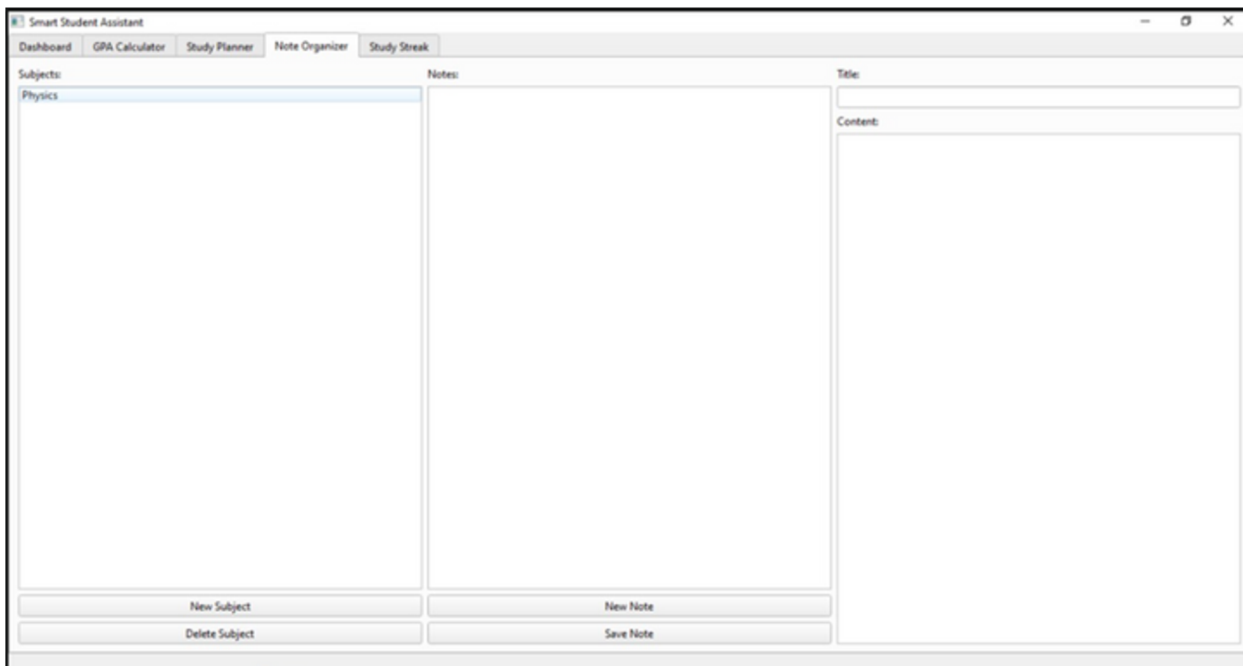 Smart Student Assistant
Dashboard GPA Calculator Study Planner Note Organizer Study Streak
Subjects: Notes: Title:
Physics
Content:
New Subject New Note
Delete Subject Save Note